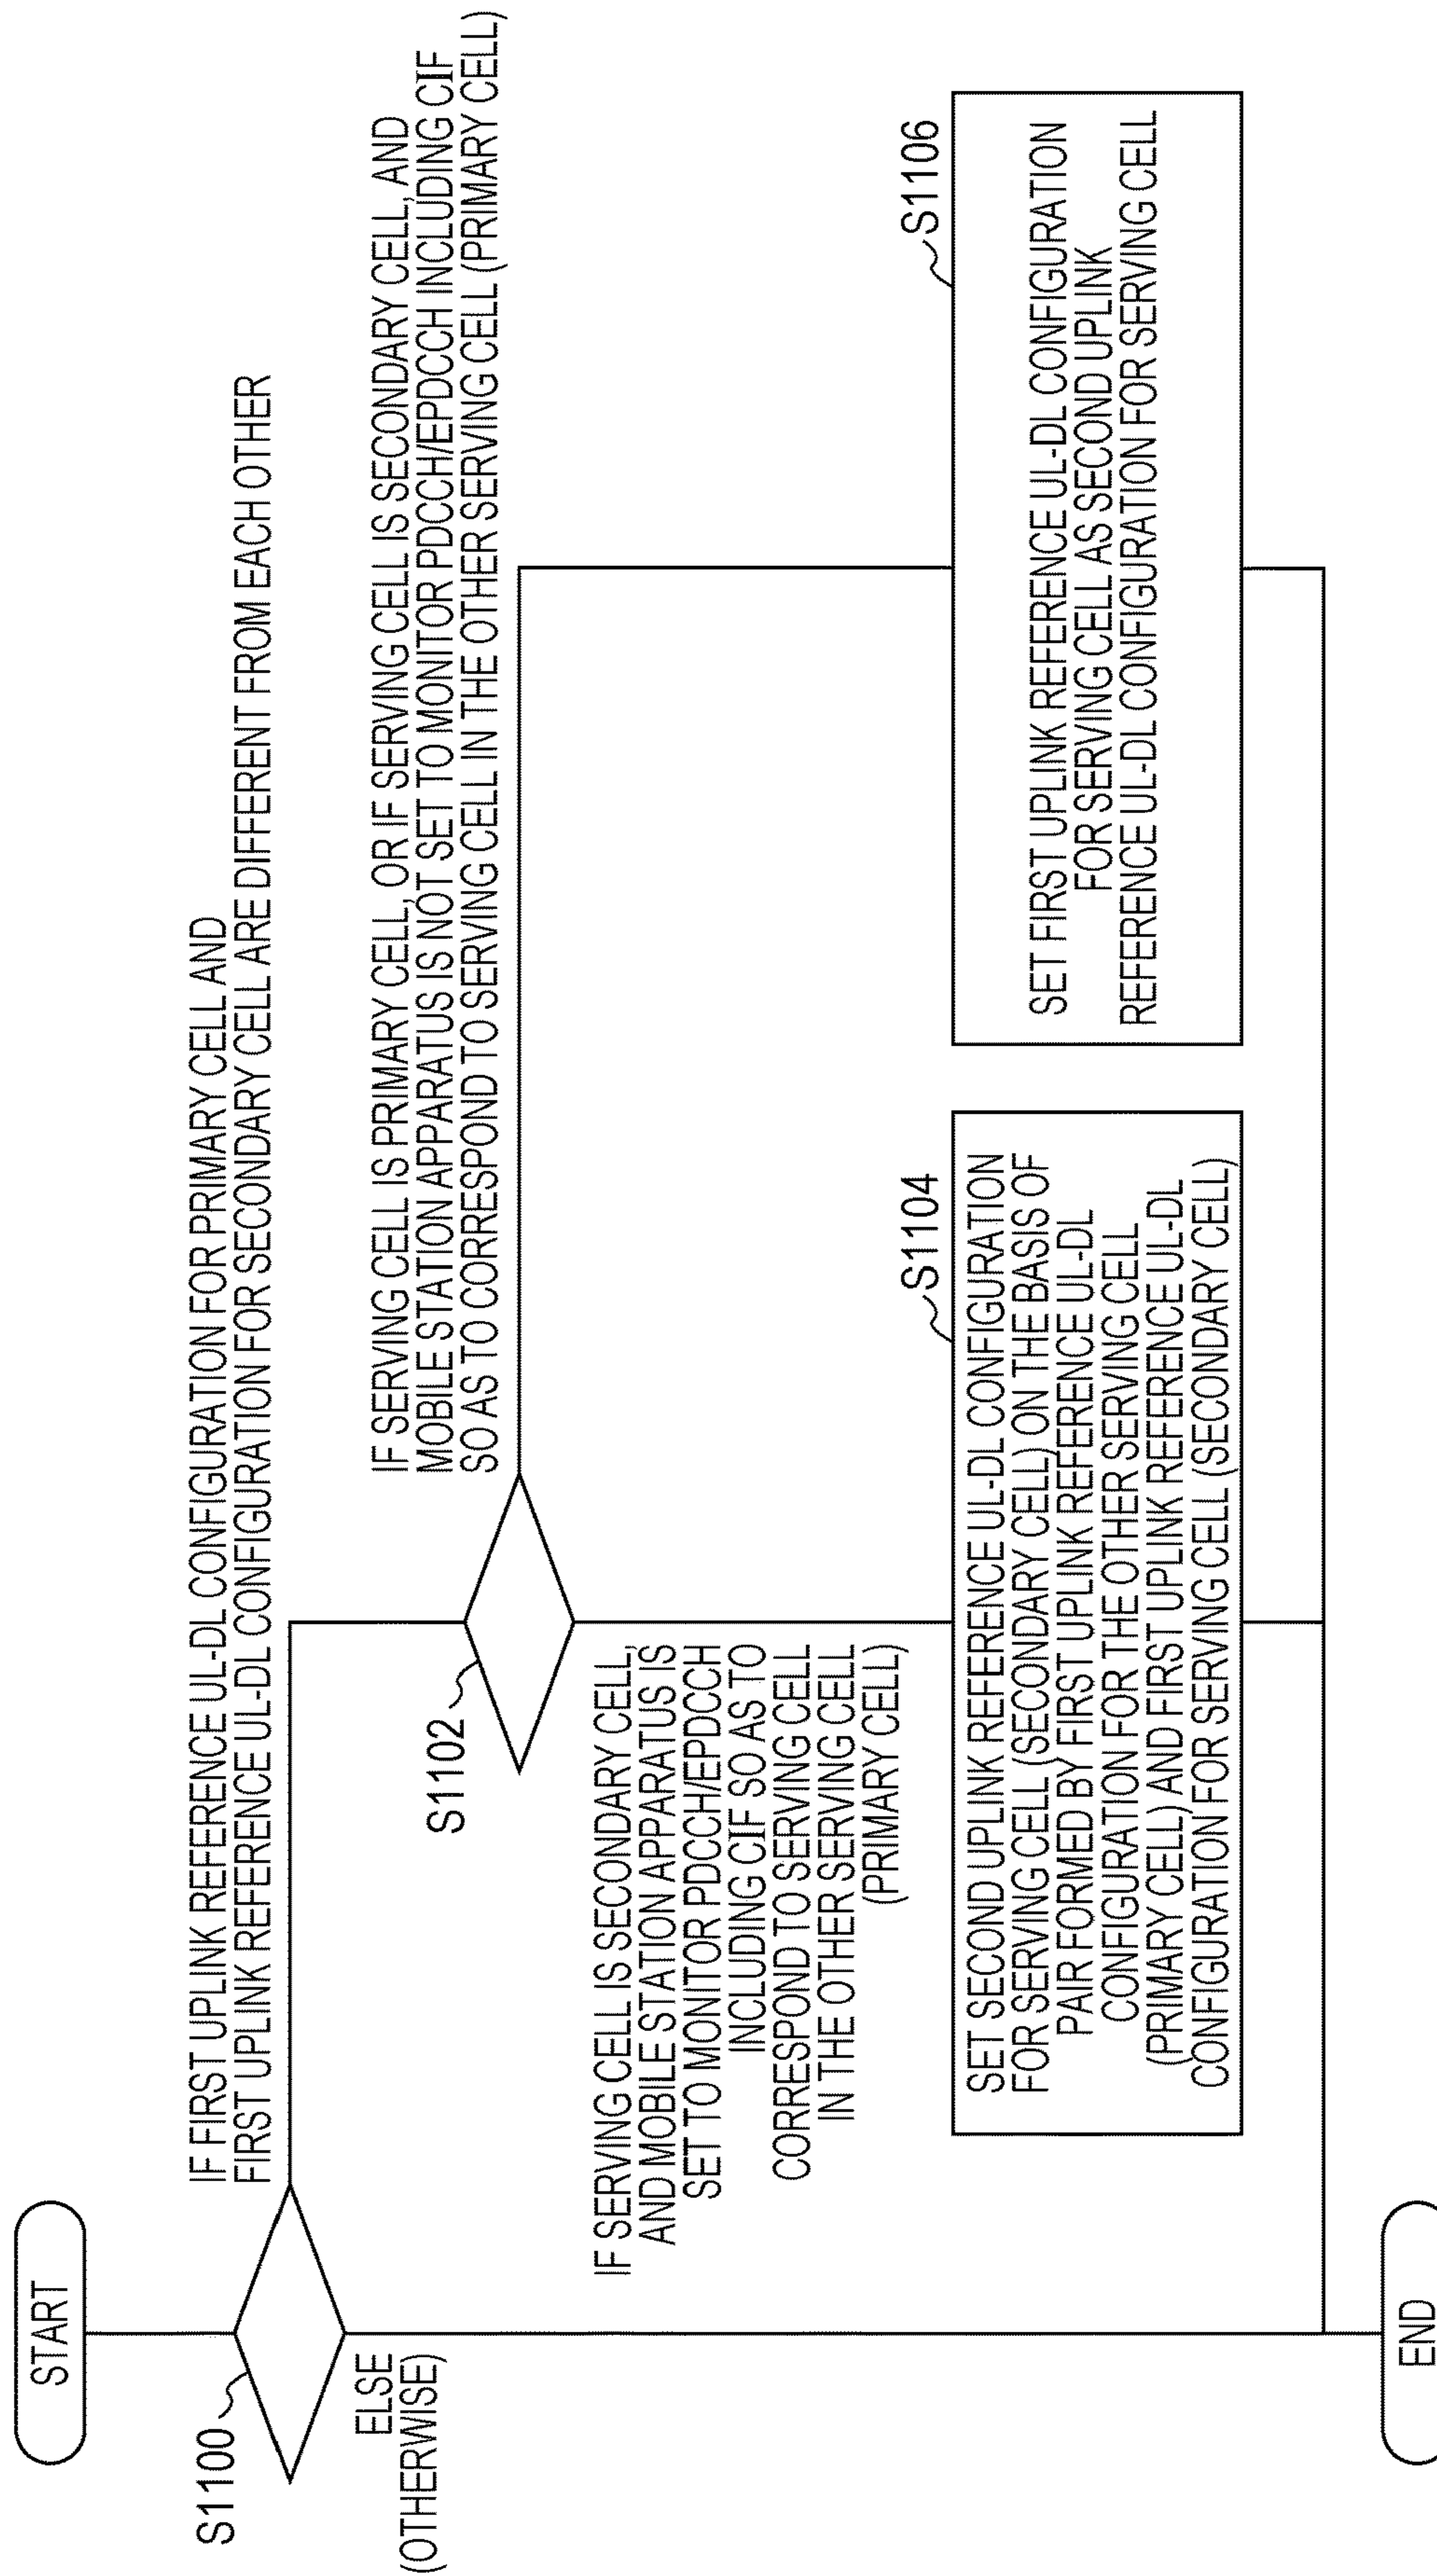 START
S1100
IF FIRST UPLINK REFERENCE UL-DL CONFIGURATION FOR PRIMARY CELL AND
FIRST UPLINK REFERENCE UL-DL CONFIGURATION FOR SECONDARY CELL ARE DIFFERENT FROM EACH OTHER
ELSE
(OTHERWISE)
S1102
IF SERVING CELL IS PRIMARY CELL, OR IF SERVING CELL IS SECONDARY CELL, AND
MOBILE STATION APPARATUS IS NOT SET TO MONITOR PDCCH/EPDCCH INCLUDING CIF
SO AS TO CORRESPOND TO SERVING CELL IN THE OTHER SERVING CELL (PRIMARY CELL)
IF SERVING CELL IS SECONDARY CELL,
AND MOBILE STATION APPARATUS IS
SET TO MONITOR PDCCH/EPDCCH
INCLUDING CIF SO AS TO
CORRESPOND TO SERVING CELL
IN THE OTHER SERVING CELL
(PRIMARY CELL)
S1104
SET SECOND UPLINK REFERENCE UL-DL CONFIGURATION
FOR SERVING CELL (SECONDARY CELL) ON THE BASIS OF
PAIR FORMED BY FIRST UPLINK REFERENCE UL-DL
CONFIGURATION FOR THE OTHER SERVING CELL
(PRIMARY CELL) AND FIRST UPLINK REFERENCE UL-DL
CONFIGURATION FOR SERVING CELL (SECONDARY CELL)
S1106
SET FIRST UPLINK REFERENCE UL-DL CONFIGURATION
FOR SERVING CELL AS SECOND UPLINK
REFERENCE UL-DL CONFIGURATION FOR SERVING CELL
END